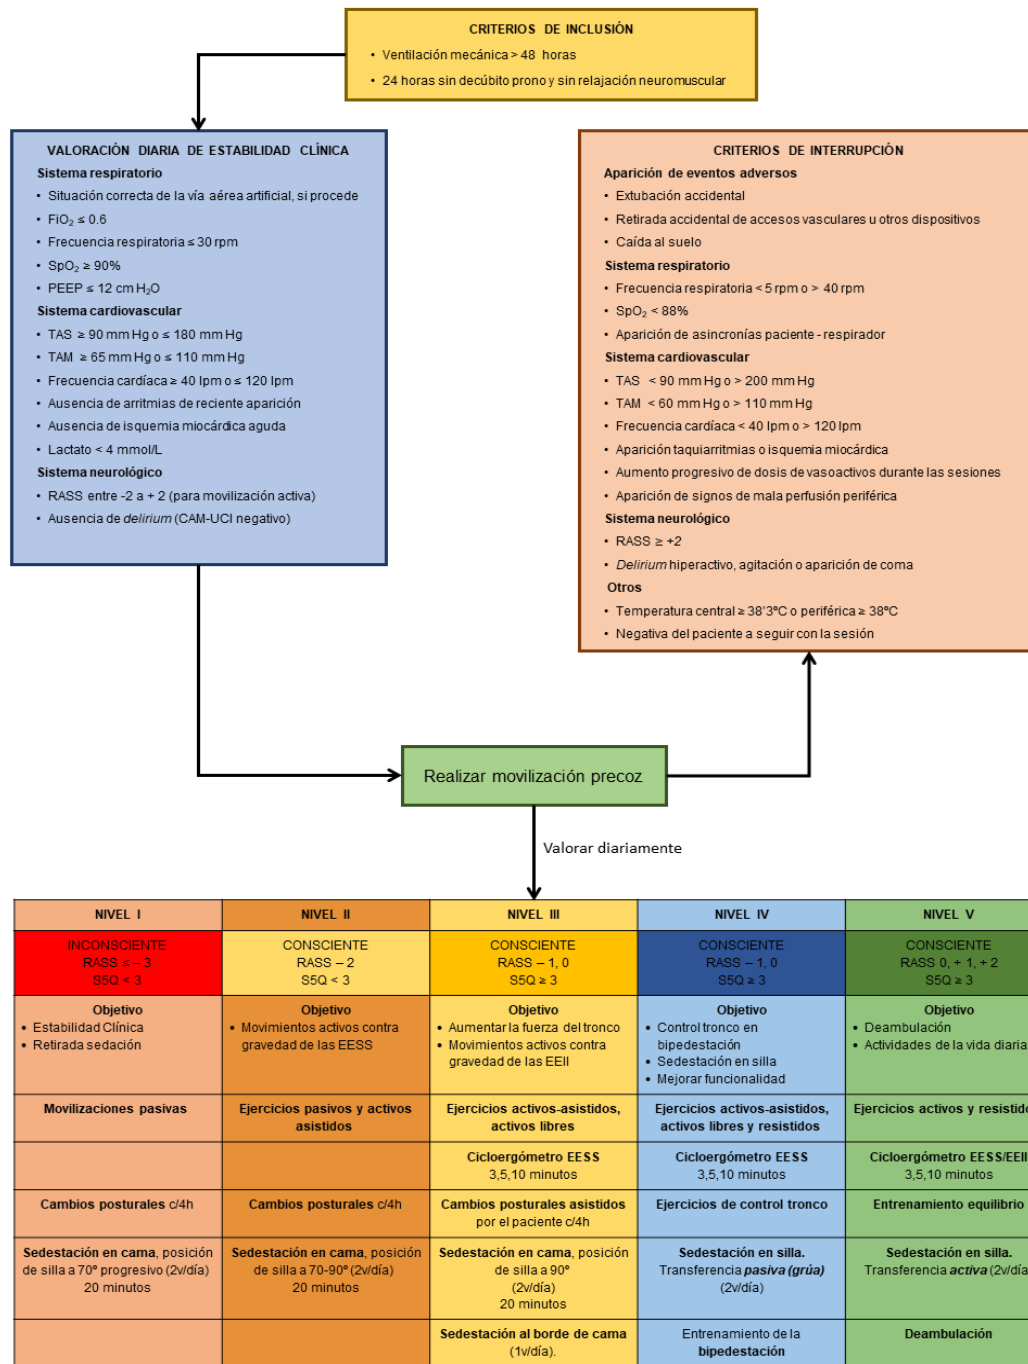 CRITERIOS DE INCLUSIÓN
• Ventilación mecánica > 48 horas
• 24 horas sin decúbito prono y sin relajación neuromuscular
VALORACIÓN DIARIA DE ESTABILIDAD CLÍNICA
Sistema respiratorio
• Situación correcta de la vía aérea artificial, si procede
• FiO₂ ≤ 0.6
• Frecuencia respiratoria ≤ 30 rpm
• SpO₂ ≥ 90%
• PEEP ≤ 12 cm H₂O
Sistema cardiovascular
• TAS ≥ 90 mm Hg o ≤ 180 mm Hg
• TAM ≥ 65 mm Hg o ≤ 110 mm Hg
• Frecuencia cardíaca ≥ 40 lpm o ≤ 120 lpm
• Ausencia de arritmias de reciente aparición
• Ausencia de isquemia miocárdica aguda
• Lactato < 4 mmol/L
Sistema neurológico
• RASS entre -2 a + 2 (para movilización activa)
• Ausencia de delirium (CAM-UCI negativo)
CRITERIOS DE INTERRUPCIÓN
Aparición de eventos adversos
• Extubación accidental
• Retirada accidental de accesos vasculares u otros dispositivos
• Caída al suelo
Sistema respiratorio
• Frecuencia respiratoria < 5 rpm o > 40 rpm
• SpO₂ < 88%
• Aparición de asincronías paciente - respirador
Sistema cardiovascular
• TAS < 90 mm Hg o > 200 mm Hg
• TAM < 60 mm Hg o > 110 mm Hg
• Frecuencia cardíaca < 40 lpm o > 120 lpm
• Aparición taquiarritmias o isquemia miocárdica
• Aumento progresivo de dosis de vasoactivos durante las sesiones
• Aparición de signos de mala perfusión periférica
Sistema neurológico
• RASS ≥ +2
• Delirium hiperactivo, agitación o aparición de coma
Otros
• Temperatura central ≥ 38'3ºC o periférica ≥ 38ºC
• Negativa del paciente a seguir con la sesión
Realizar movilización precoz
Valorar diariamente
NIVEL I
INCONSCIENTE
RASS ≤ – 3
S5Q < 3
Objetivo
• Estabilidad Clínica
• Retirada sedación
Movilizaciones pasivas
Cambios posturales c/4h
Sedestación en cama, posición
de silla a 70º progresivo (2v/día)
20 minutos
NIVEL II
CONSCIENTE
RASS – 2
S5Q < 3
Objetivo
• Movimientos activos contra
gravedad de las EESS
Ejercicios pasivos y activos
asistidos
Cambios posturales c/4h
Sedestación en cama, posición
de silla a 70-90º (2v/día)
20 minutos
NIVEL III
CONSCIENTE
RASS – 1, 0
S5Q ≥ 3
Objetivo
• Aumentar la fuerza del tronco
• Movimientos activos contra
gravedad de las EEII
Ejercicios activos-asistidos,
activos libres
Cicloergómetro EESS
3,5,10 minutos
Cambios posturales asistidos
por el paciente c/4h
Sedestación en cama, posición
de silla a 90º
(2v/día)
20 minutos
Sedestación al borde de cama
(1v/día).
NIVEL IV
CONSCIENTE
RASS – 1, 0
S5Q ≥ 3
Objetivo
• Control tronco en
bipedestación
• Sedestación en silla
• Mejorar funcionalidad
Ejercicios activos-asistidos,
activos libres y resistidos
Cicloergómetro EESS
3,5,10 minutos
Ejercicios de control tronco
Sedestación en silla.
Transferencia pasiva (grúa)
(2v/día)
Entrenamiento de la
bipedestación
NIVEL V
CONSCIENTE
RASS 0, + 1, + 2
S5Q ≥ 3
Objetivo
• Deambulación
• Actividades de la vida diaria
Ejercicios activos y resistido
Cicloergómetro EESS/EEII
3,5,10 minutos
Entrenamiento equilibrio
Sedestación en silla.
Transferencia activa (2v/día
Deambulación